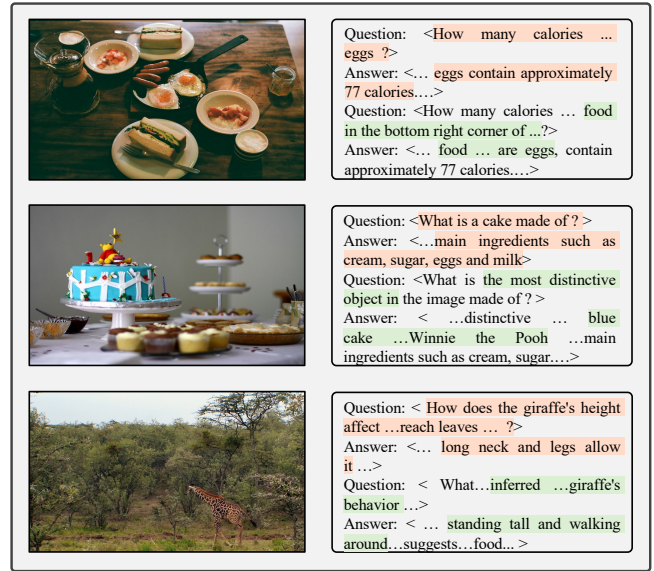 Question: <How many calories ...
eggs ?>
Answer: <… eggs contain approximately
77 calories.…>
Question: <How many calories … food
in the bottom right corner of ...?>
Answer: <… food … are eggs, contain
approximately 77 calories.…>
Question: <What is a cake made of ? >
Answer: <…main ingredients such as
cream, sugar, eggs and milk>
Question: <What is the most distinctive
object in the image made of ? >
Answer: < …distinctive … blue
cake …Winnie the Pooh …main
ingredients such as cream, sugar.…>
Question: < How does the giraffe's height
affect …reach leaves … ?>
Answer: <… long neck and legs allow
it …>
Question: < What…inferred …giraffe's
behavior …>
Answer: < … standing tall and walking
around…suggests…food... >